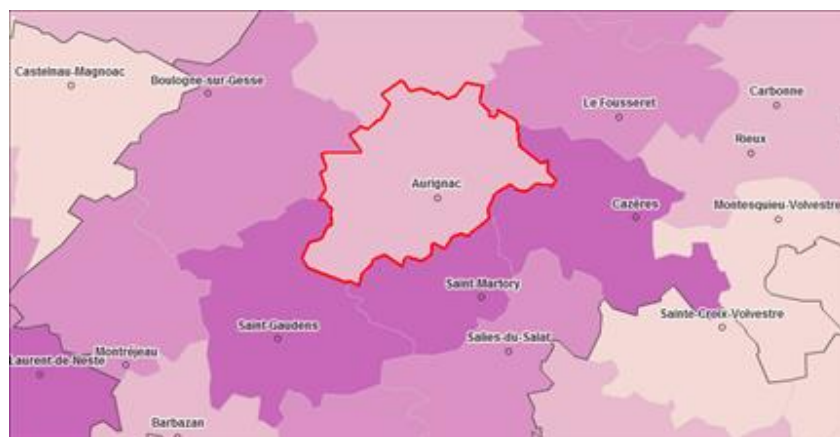 Castelnau-Magnoac
Boulogne-sur-Gesse
Carbonne
Le Fousseret
Rieux
Aurignac
Cazères
Montesquieu-Volvestre
Saint-Martory
Sainte-Croix-Volvestre
Saint-Gaudens
Salies-du-Salat
Montréjeau
Laurent-de-Neste
Barbazan